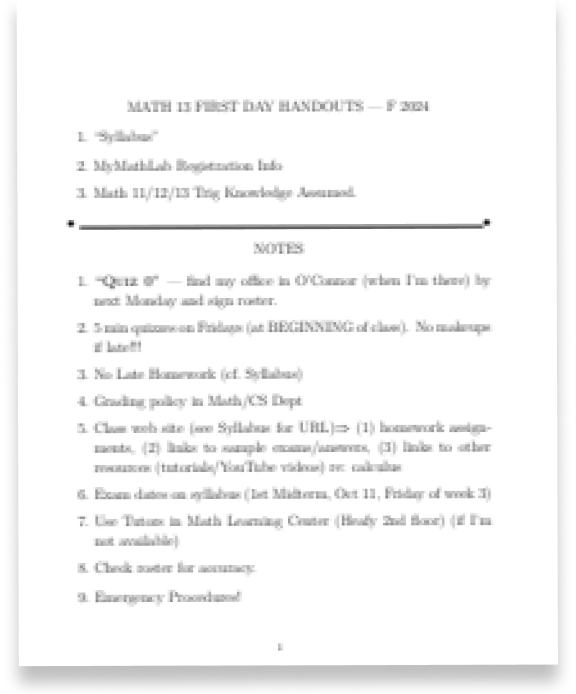 MATH 13 FIRST DAY HANDOUTS — F 2024
1. "Syllabus"
2. MyMathLab Registration Info
3. Math 11/12/13 Trig Knowledge Assumed.
NOTES
1. "QUIZ 0" — find my office in O'Connor (when I'm there) by
next Monday and sign roster.
2. 5 min quizzes on Fridays (at BEGINNING of class). No makeups
if late!!!
3. No Late Homework (cf. Syllabus)
4. Grading policy in Math/CS Dept
5. Class web site (see Syllabus for URL)⇒ (1) homework assign-
ments, (2) links to sample exams/answers, (3) links to other
resources (tutorials/YouTube videos) re: calculus
6. Exam dates on syllabus (1st Midterm, Oct 11, Friday of week 3)
7. Use Tutors in Math Learning Center (Heafy 2nd floor) (if I'm
not available)
8. Check roster for accuracy.
9. Emergency Procedures!
1